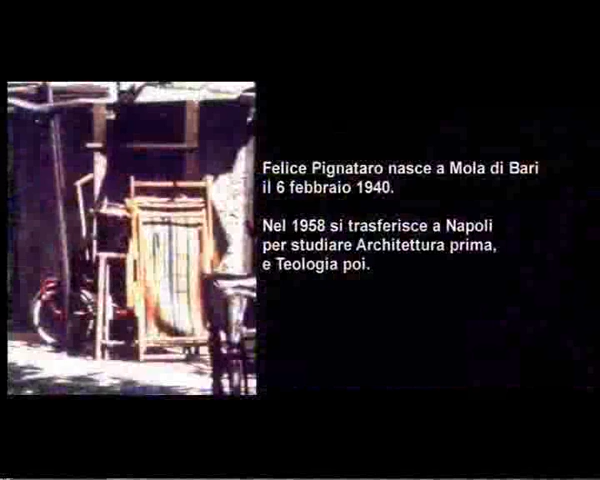 Felice Pignataro nasce a Mola di Bari
il 6 febbraio 1940.
Nel 1958 si trasferisce a Napoli
per studiare Architettura prima,
e Teologia poi.